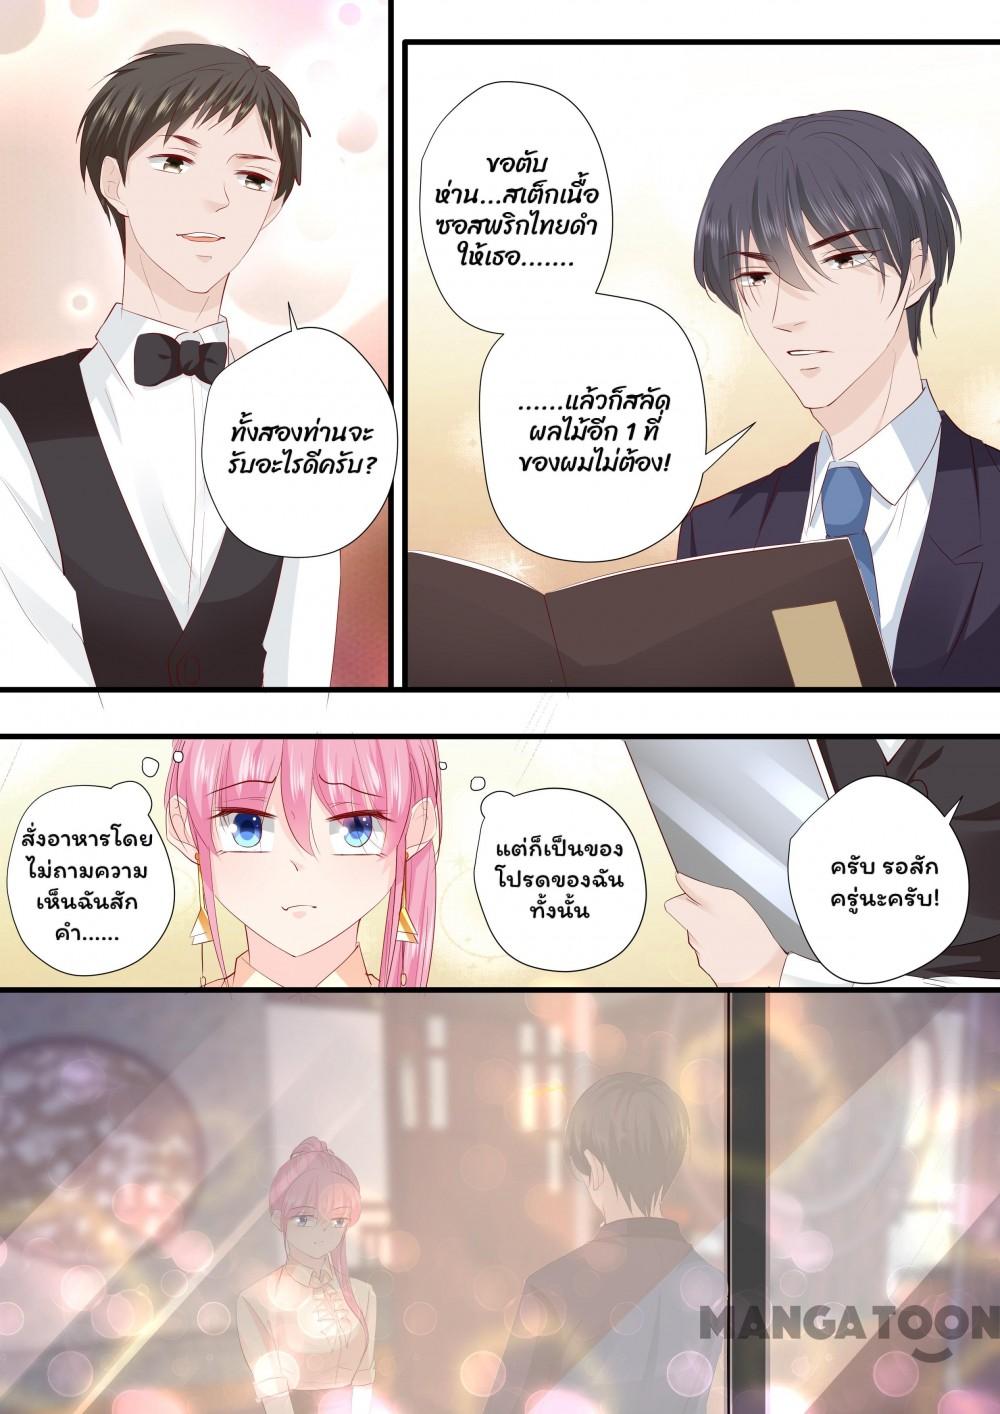 ทั้งสองท่านจะ
รับอะไรดีครับ?
ขอตับ
ห่าน...สเต็กเนื้อ
ซอสพริกไทยดำ
ให้เธอ.......
......แล้วก็สลัด
ผลไม้อีก 1 ที่
ของผมไม่ต้อง!
สั่งอาหารโดย
ไม่ถามความ
เห็นฉันสัก
คำ......
แต่ก็เป็นของ
โปรดของฉัน
ทั้งนั้น
ครับ รอสัก
ครู่นะครับ!
MANGATOON